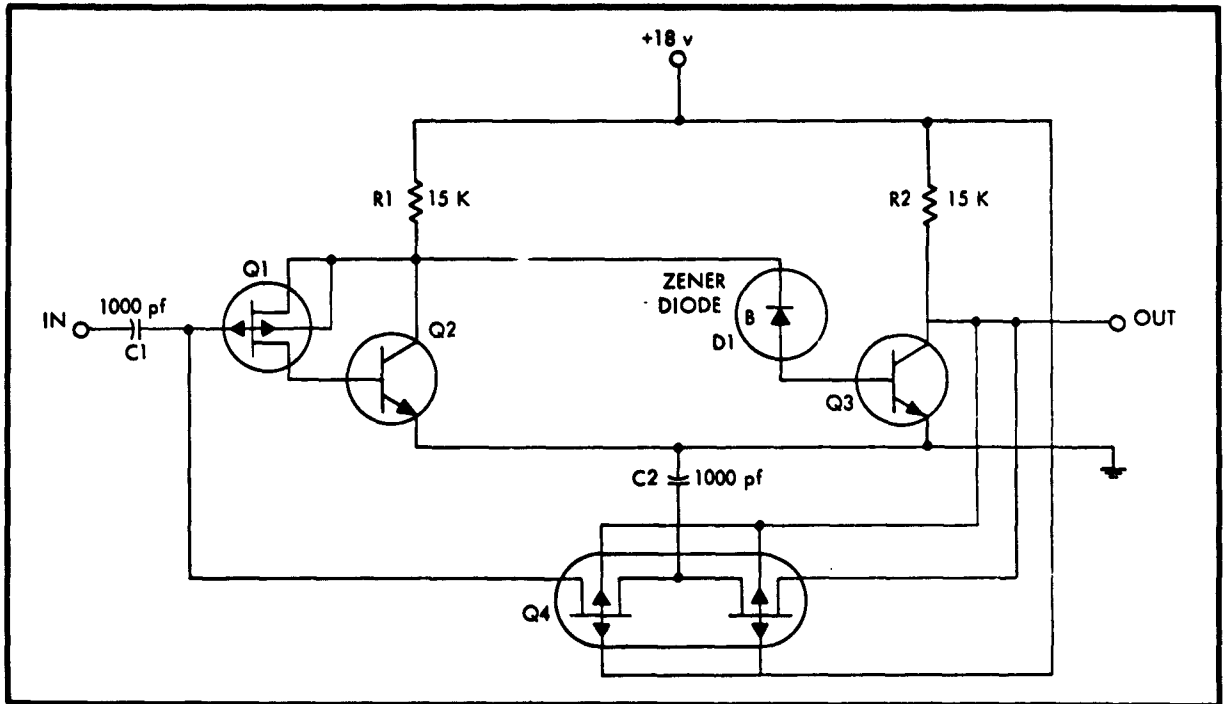 +18 v
R1 15 K
R2 15 K
Q1
ZENER
DIODE
B
D1
1000 pf
IN
C1
Q2
OUT
Q3
C2 1000 pf
Q4